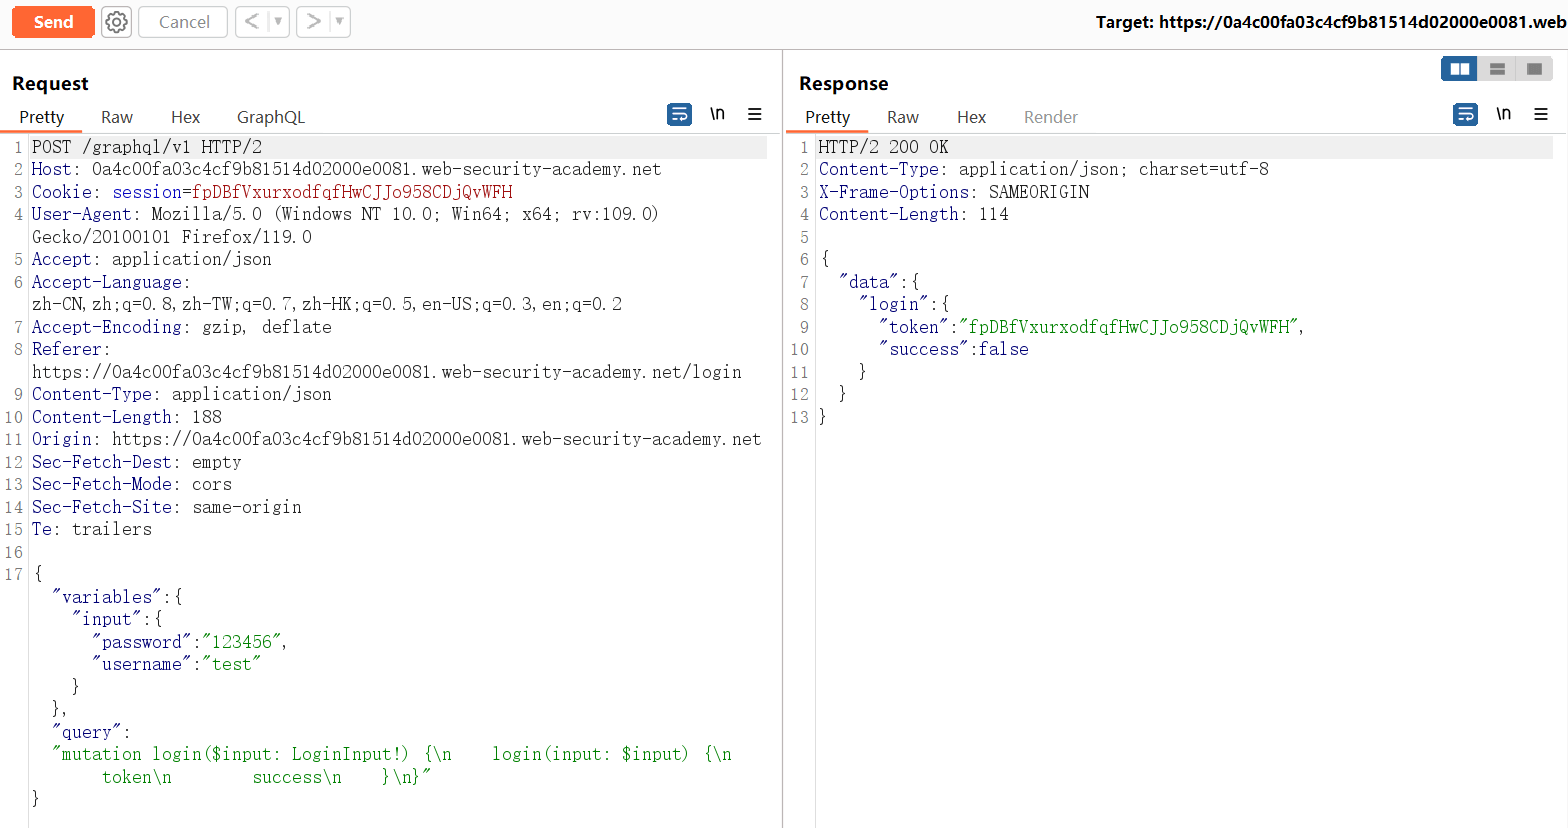 Send
Cancel
Target: https://0a4c00fa03c4cf9b81514d02000e0081.web
Request
Pretty Raw Hex GraphQL \n
1 POST /graphql/v1 HTTP/2
2 Host: 0a4c00fa03c4cf9b81514d02000e0081.web-security-academy.net
3 Cookie: session=fpDBfVxurxodfqfHwCJJo958CDjQvWFH
4 User-Agent: Mozilla/5.0 (Windows NT 10.0; Win64; x64; rv:109.0)
Gecko/20100101 Firefox/119.0
5 Accept: application/json
6 Accept-Language:
zh-CN,zh;q=0.8,zh-TW;q=0.7,zh-HK;q=0.5,en-US;q=0.3,en;q=0.2
7 Accept-Encoding: gzip, deflate
8 Referer:
https://0a4c00fa03c4cf9b81514d02000e0081.web-security-academy.net/login
9 Content-Type: application/json
10 Content-Length: 188
11 Origin: https://0a4c00fa03c4cf9b81514d02000e0081.web-security-academy.net
12 Sec-Fetch-Dest: empty
13 Sec-Fetch-Mode: cors
14 Sec-Fetch-Site: same-origin
15 Te: trailers
16
17 {
"variables":{
"input":{
"password":"123456",
"username":"test"
}
},
"query":
"mutation login($input: LoginInput!) {\n    login(input: $input) {\n
token\n        success\n    }\n}"
}
Response
Pretty Raw Hex Render \n
1 HTTP/2 200 OK
2 Content-Type: application/json; charset=utf-8
3 X-Frame-Options: SAMEORIGIN
4 Content-Length: 114
5
6 {
7 "data":{
8 "login":{
9 "token":"fpDBfVxurxodfqfHwCJJo958CDjQvWFH",
10 "success":false
11 }
12 }
13 }